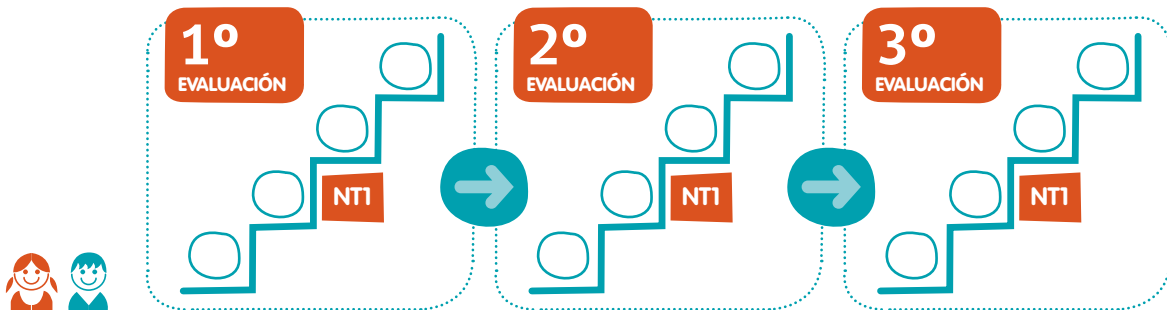 1º
EVALUACIÓN
NT1
2º
EVALUACIÓN
NT1
3º
EVALUACIÓN
NT1